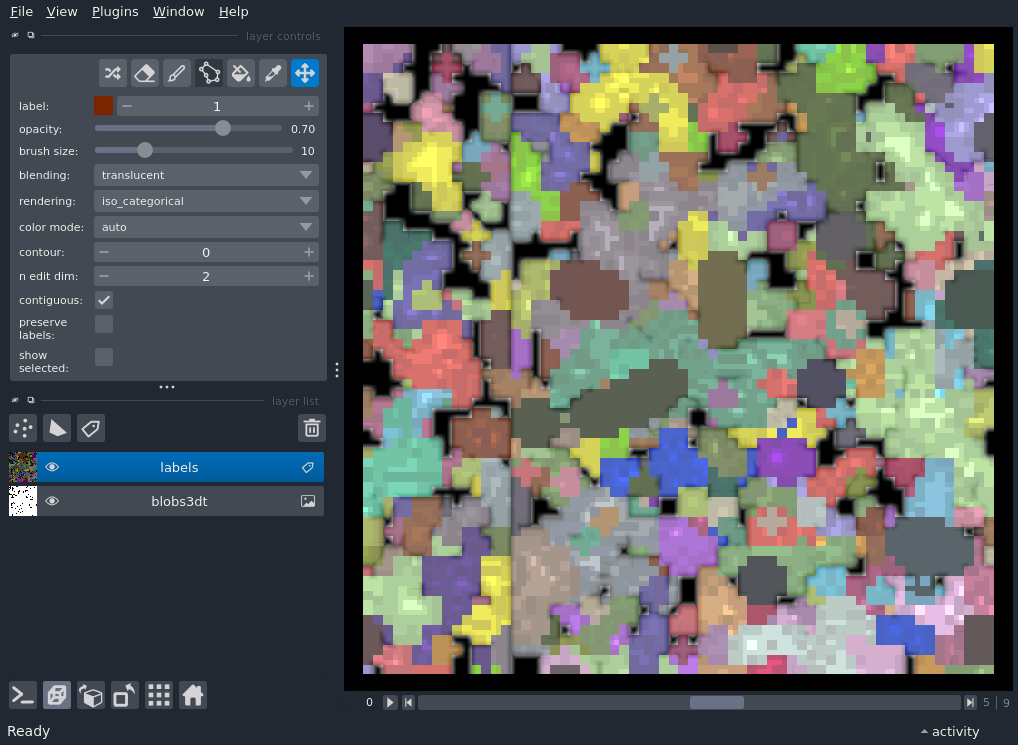 File View Plugins Window Help
layer controls
label: 1
opacity: 0.70
brush size: 10
blending: translucent
rendering: iso_categorical
color mode: auto
contour: 0
n edit dim: 2
contiguous:
preserve
labels:
show
selected:
layer list
labels
blobs3dt
0 5 9
Ready activity